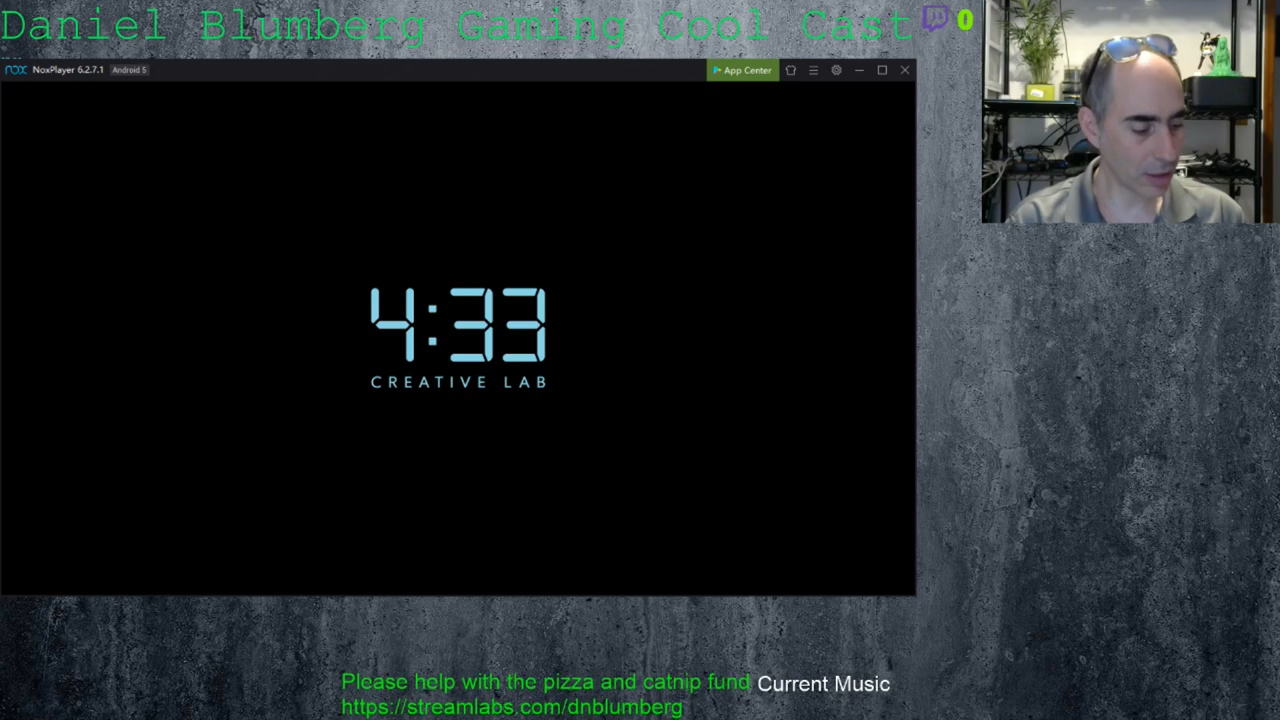 Daniel Blumberg Gaming Cool Cast 0
nox NoxPlayer 6.2.7.1 Android 5 App Center
4:33
CREATIVE LAB
Please help with the pizza and catnip fund Current Music
https://streamlabs.com/dnblumberg